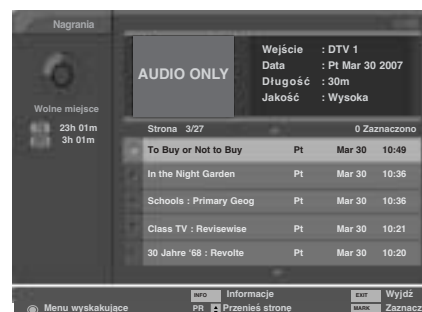 Nagrania
Wolne miejsce
23h 01m
3h 01m
AUDIO ONLY
Wejście : DTV 1
Data : Pt Mar 30 2007
Długość : 30m
Jakość : Wysoka
Strona 3/27 0 Zaznaczono
To Buy or Not to Buy Pt Mar 30 10:49
In the Night Garden Pt Mar 30 10:36
Schools : Primary Geog Pt Mar 30 10:36
Class TV : Revisewise Pt Mar 30 10:21
30 Jahre '68 : Revolte Pt Mar 30 10:20
INFO Informacje EXIT Wyjdź
Menu wyskakujące PR Przenieś stronę MARK Zaznacz